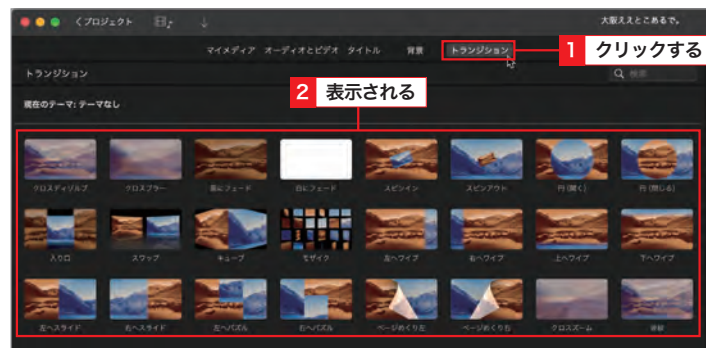 くプロジェクト 大阪ええとこあるで。
マイメディア オーディオとビデオ タイトル 背景 トランジション
1 クリックする
トランジション 検索
2 表示される
現在のテーマ: テーマなし
クロスディゾルブ クロスブラー 黒にフェード 白にフェード スピンイン スピンアウト 円 (開く) 円 (閉じる)
入り口 スワップ キューブ モザイク 左へワイプ 右へワイプ 上へワイプ 下へワイプ
左へスライド 右へスライド 左へパズル 右へパズル ページめくり左 ページめくり右 クロスズーム 波紋